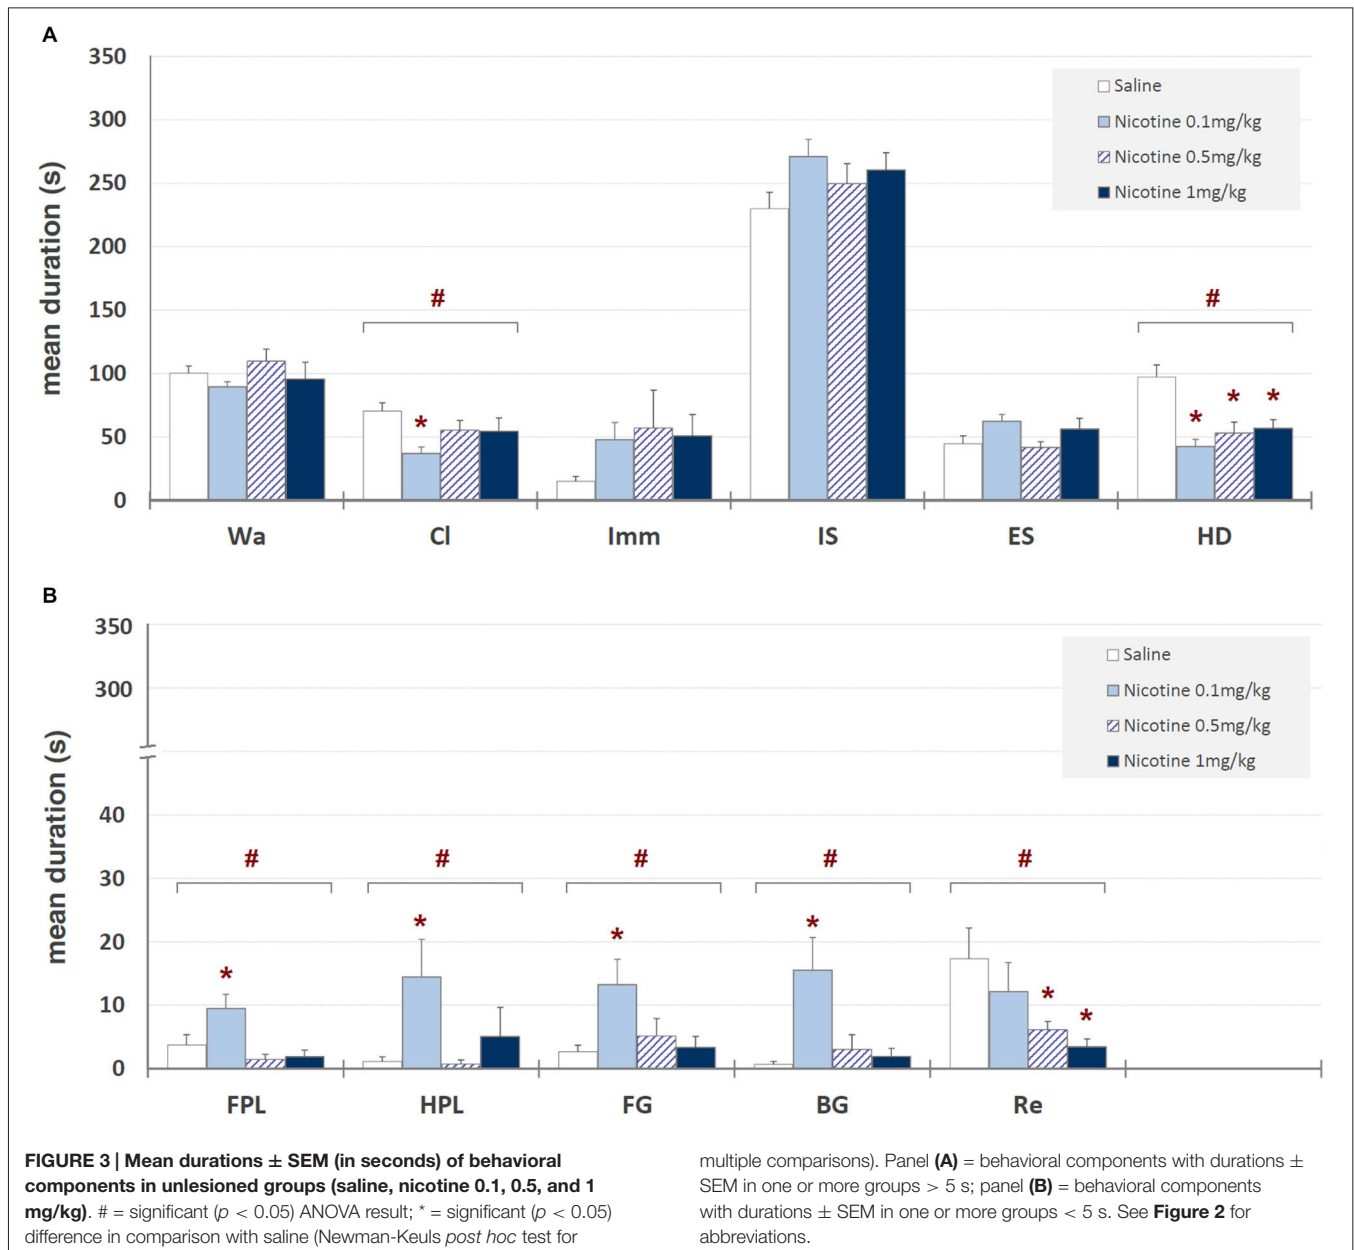 A
350
300
250
200
150
100
50
0
mean duration (s)
Saline
Nicotine 0.1mg/kg
Nicotine 0.5mg/kg
Nicotine 1mg/kg
#
#
*
*
*
*
Wa
Cl
Imm
IS
ES
HD
B
350
300
40
30
20
10
0
mean duration (s)
Saline
Nicotine 0.1mg/kg
Nicotine 0.5mg/kg
Nicotine 1mg/kg
#
#
#
#
#
*
*
*
*
*
*
FPL
HPL
FG
BG
Re
FIGURE 3 | Mean durations ± SEM (in seconds) of behavioral
components in unlesioned groups (saline, nicotine 0.1, 0.5, and 1
mg/kg). # = significant (p < 0.05) ANOVA result; * = significant (p < 0.05)
difference in comparison with saline (Newman-Keuls post hoc test for
multiple comparisons). Panel (A) = behavioral components with durations ±
SEM in one or more groups > 5 s; panel (B) = behavioral components
with durations ± SEM in one or more groups < 5 s. See Figure 2 for
abbreviations.